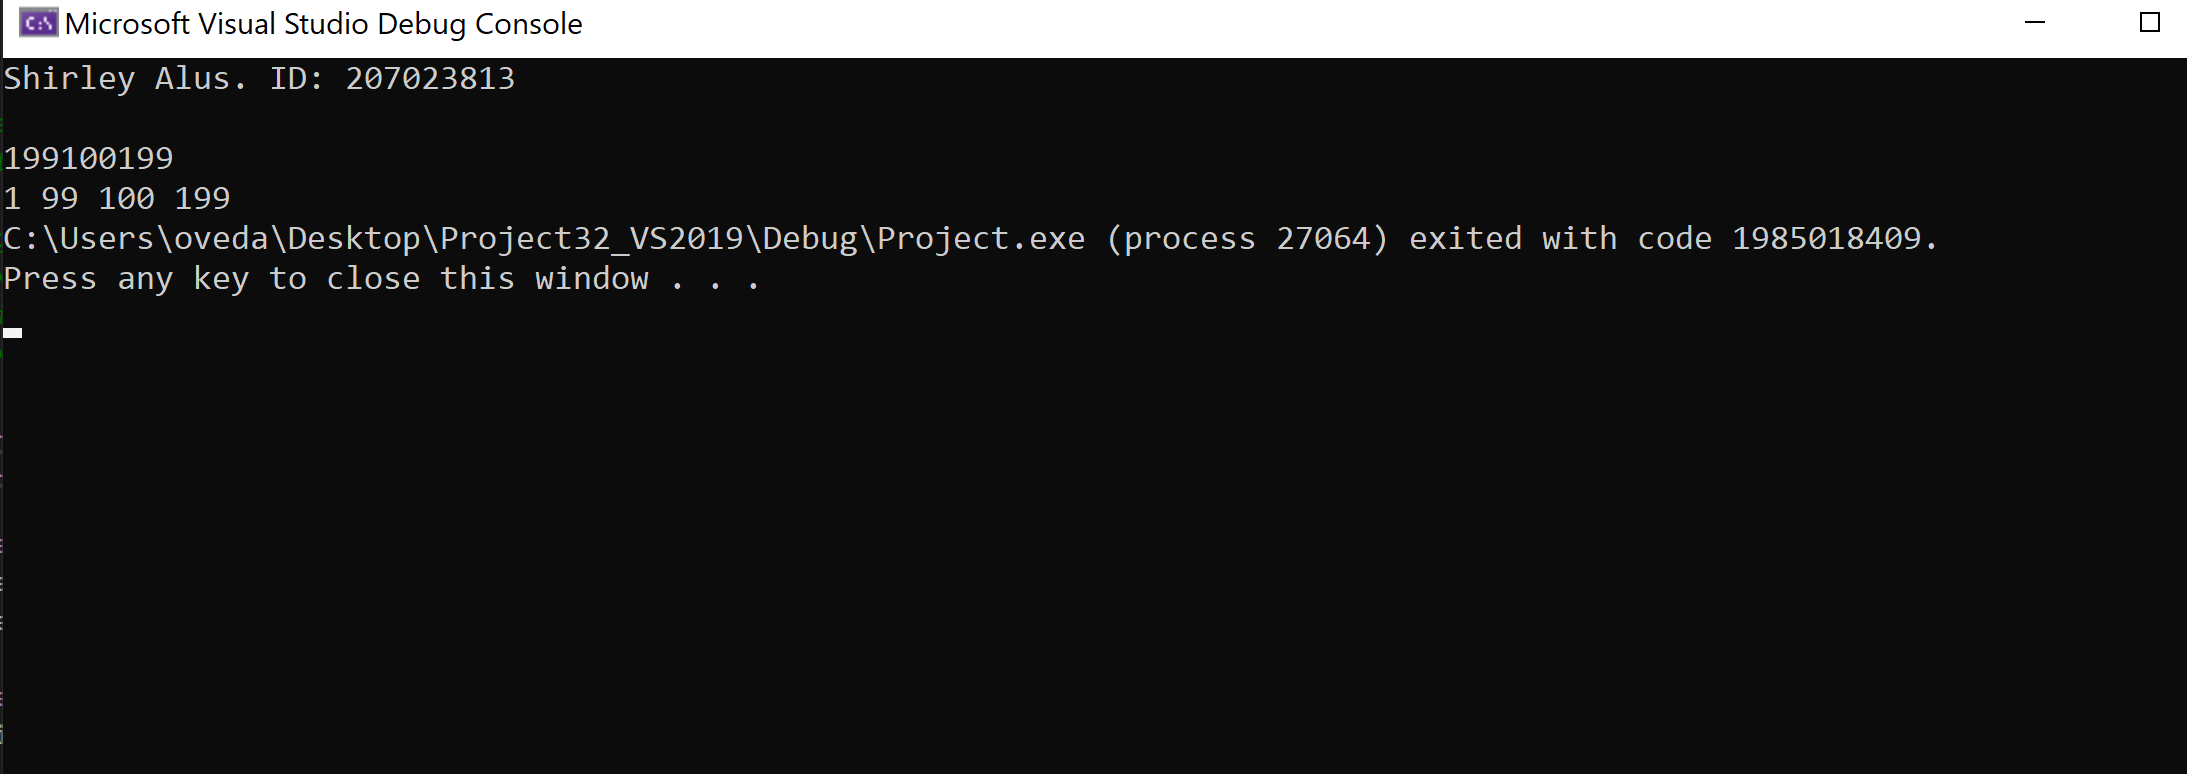 Microsoft Visual Studio Debug Console
Shirley Alus. ID: 207023813
199100199
1 99 100 199
C:\Users\oveda\Desktop\Project32_VS2019\Debug\Project.exe (process 27064) exited with code 1985018409.
Press any key to close this window . . .